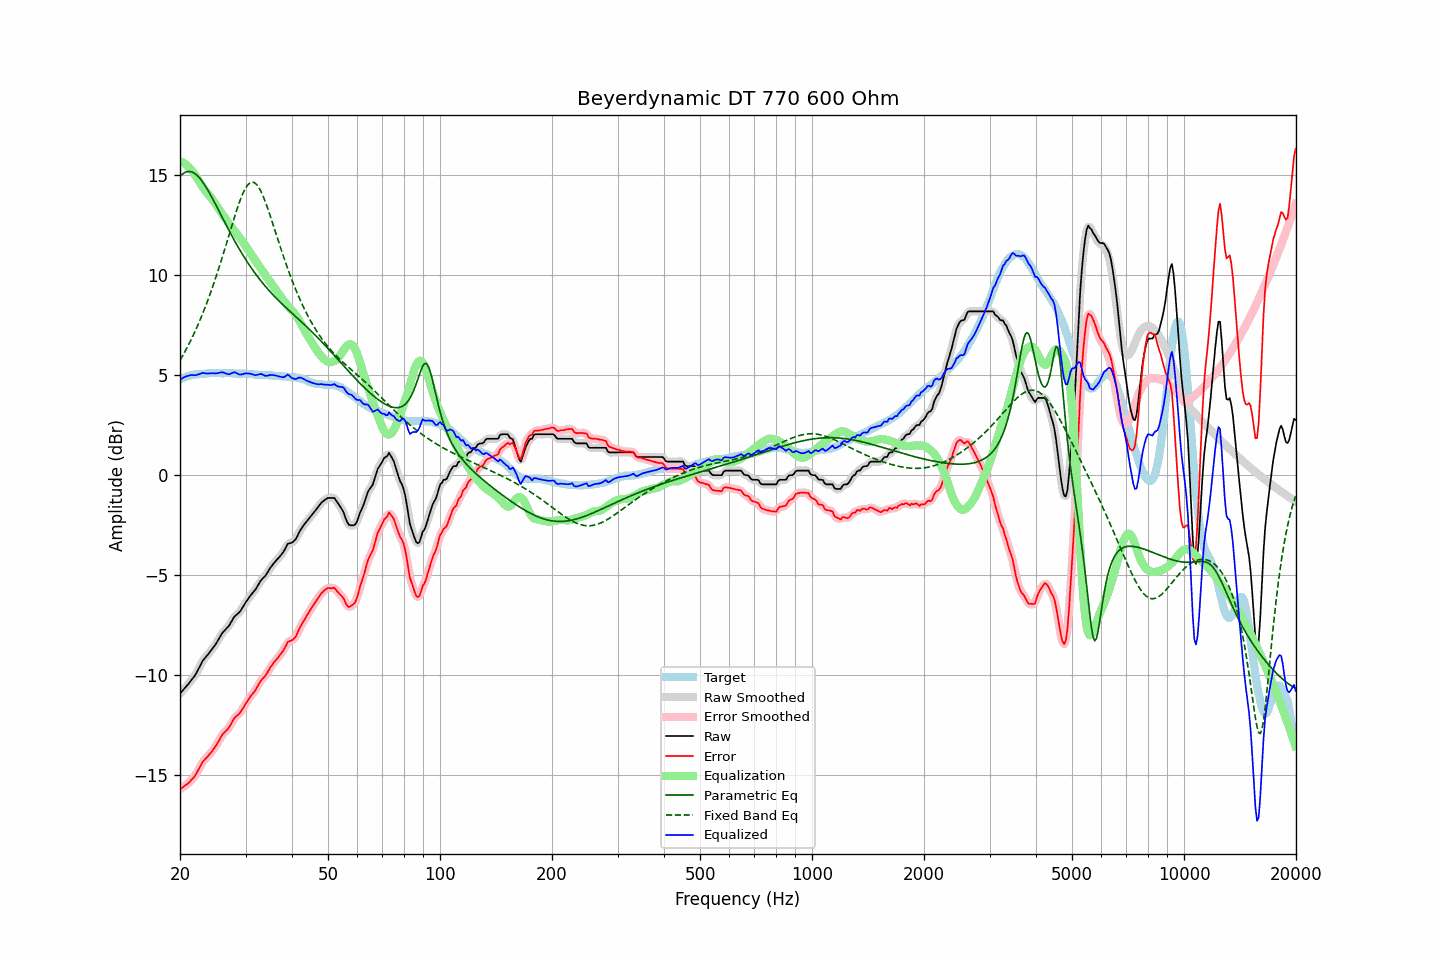 Beyerdynamic DT 770 600 Ohm
Amplitude (dBr)
15
10
5
0
−5
−10
−15
Target
Raw Smoothed
Error Smoothed
Raw
Error
Equalization
Parametric Eq
Fixed Band Eq
Equalized
20
50
100
200
500
1000
2000
5000
10000
20000
Frequency (Hz)